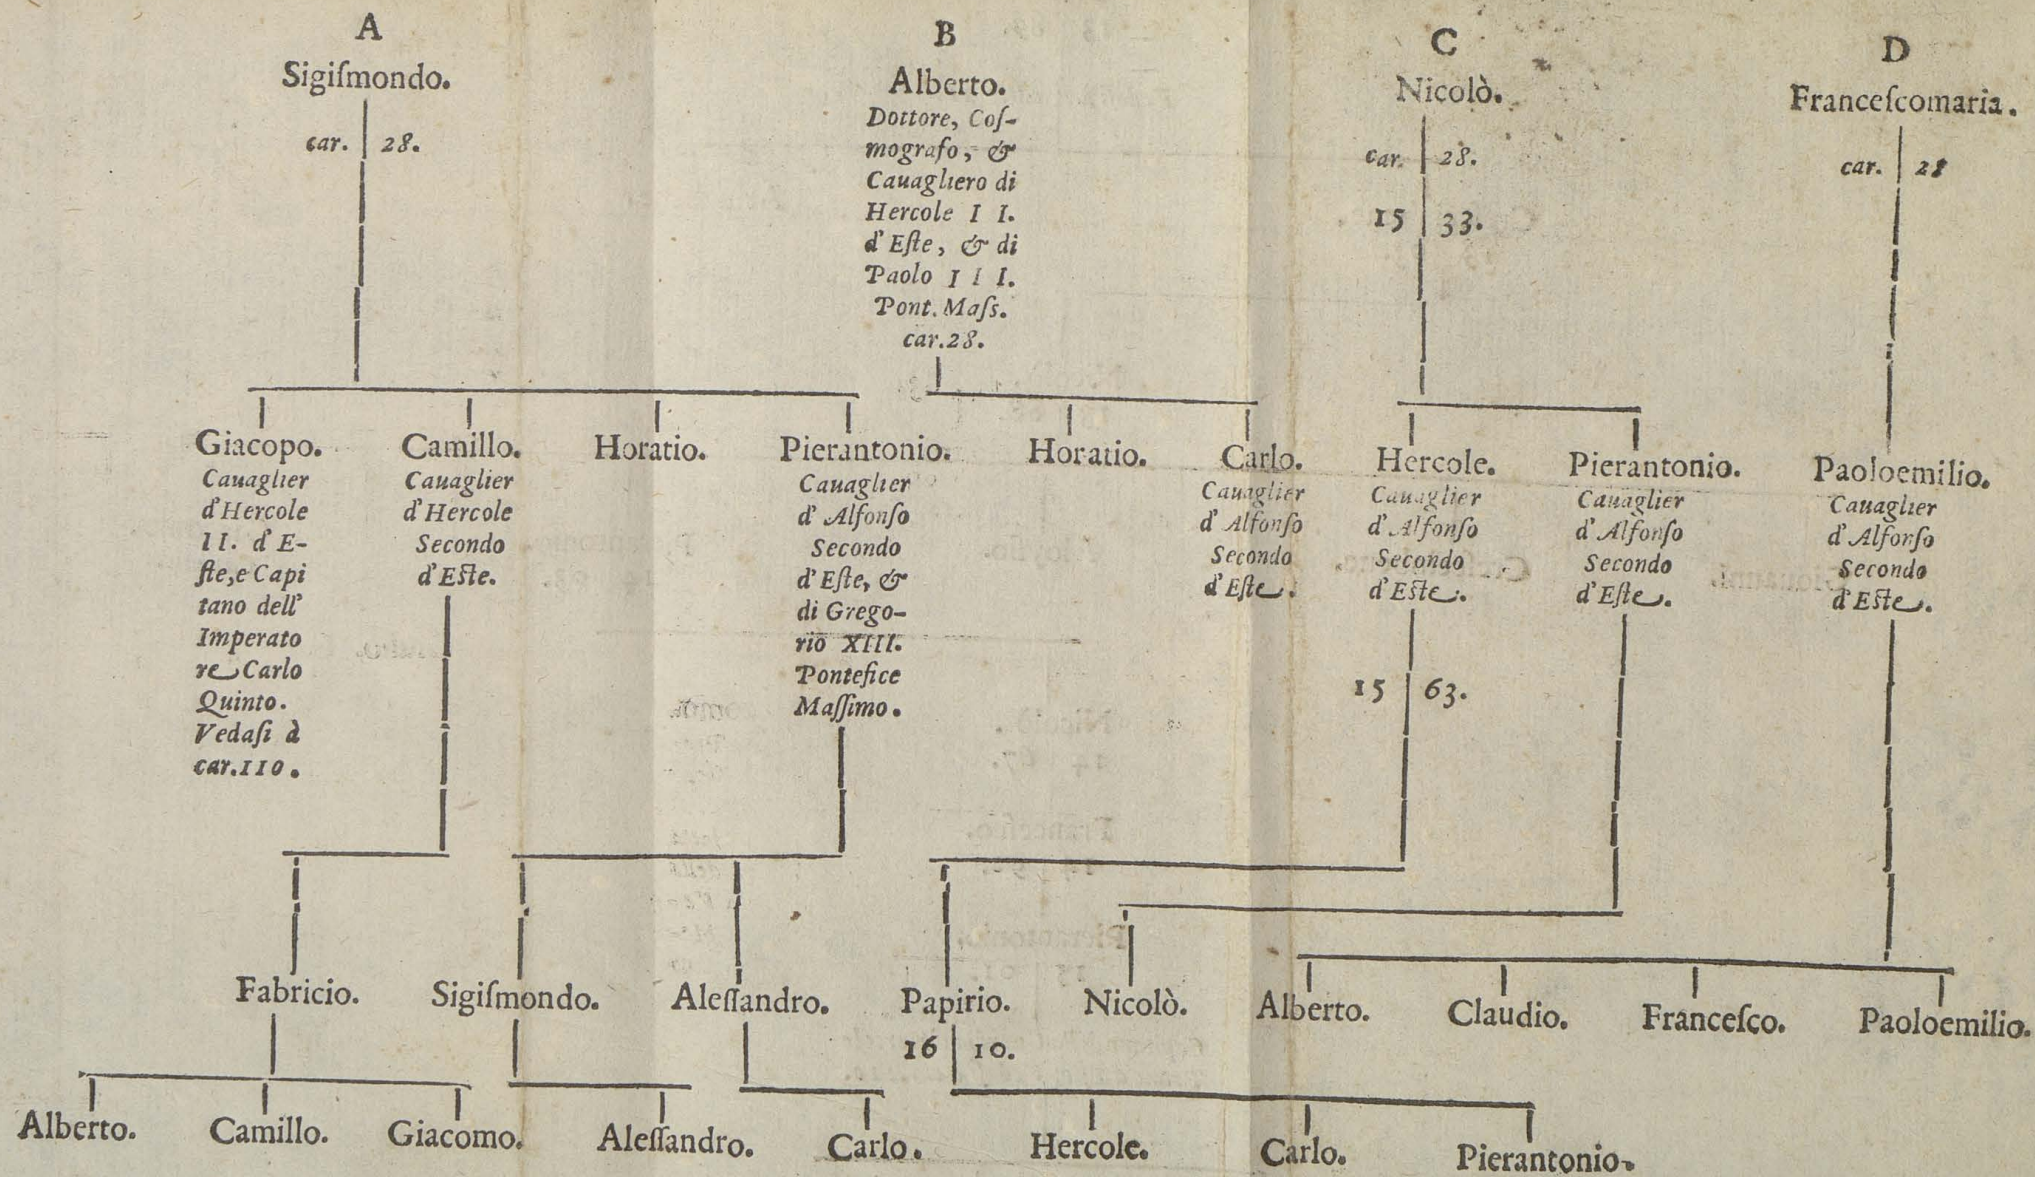 A
Sigiſmondo.
car. 28.
B
Alberto.
Dottore, Coſ-
mografo, &
Cauagliero di
Hercole I I.
d'Eſte, & di
Paolo I I I.
Pont. Maſs.
car.28.
C
Nicolò.
car. 28.
15 33.
D
Franceſcomaria.
car. 28
Giacopo.
Cauaglier
d'Hercole
II. d'E-
ſte,e Capi
tano dell'
Imperato
re Carlo
Quinto.
Vedaſi à
car.110.
Camillo.
Cauaglier
d'Hercole
Secondo
d'Eſte.
Horatio.
Pierantonio.
Cauaglier
d'Alfonſo
Secondo
d'Eſte, &
di Grego-
rio XIII.
Pontefice
Maſſimo.
Horatio.
Carlo.
Cauaglier
d'Alfonſo
Secondo
d'Eſte.
Hercole.
Cauaglier
d'Alfonſo
Secondo
d'Eſte.
15 63.
Pierantonio.
Cauaglier
d'Alfonſo
Secondo
d'Eſte.
Paoloemilio.
Cauaglier
d'Alfonſo
Secondo
d'Eſte.
Fabricio.
Sigiſmondo.
Aleſſandro.
Papirio.
16 10.
Nicolò.
Alberto.
Claudio.
Franceſco.
Paoloemilio.
Alberto.
Camillo.
Giacomo.
Aleſſandro.
Carlo.
Hercole.
Carlo.
Pierantonio.